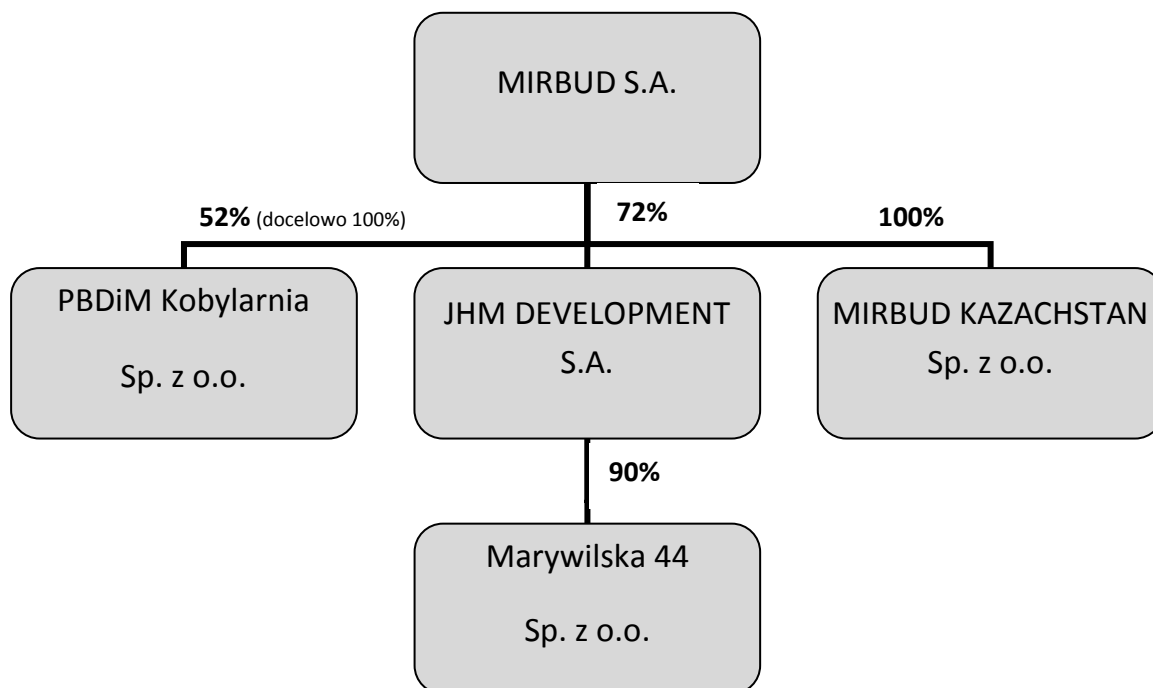 MIRBUD S.A.
52% (docelowo 100%)
72%
100%
PBDiM Kobylarnia
Sp. z o.o.
JHM DEVELOPMENT
S.A.
MIRBUD KAZACHSTAN
Sp. z o.o.
90%
Marywilska 44
Sp. z o.o.